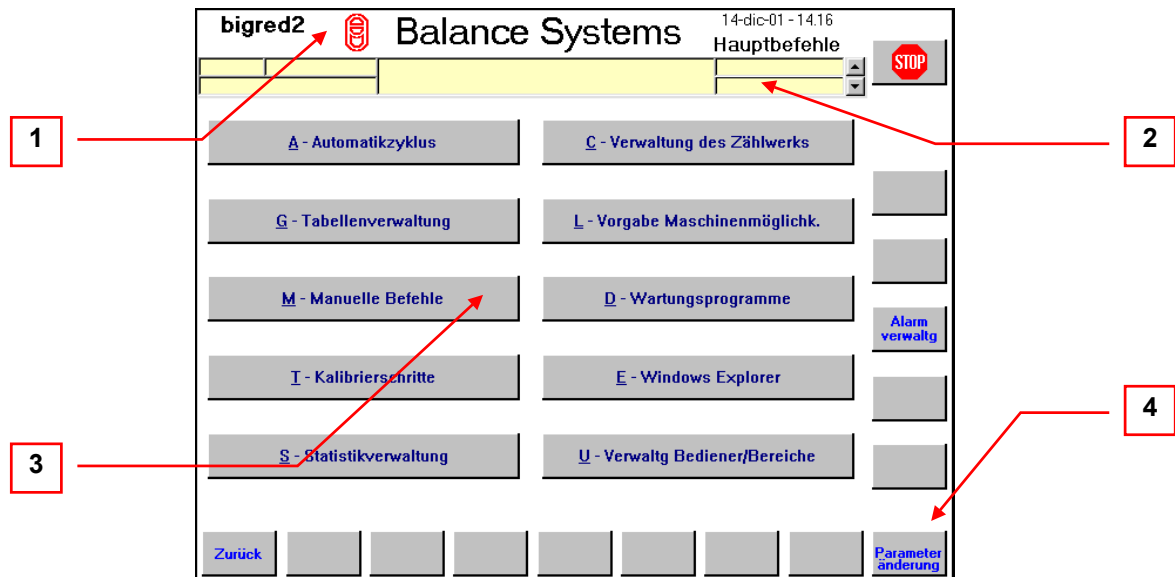 bigred2
Balance Systems
14-dic-01 - 14.16
Hauptbefehle
STOP
1
2
A - Automatikzyklus
C - Verwaltung des Zählwerks
G - Tabellenverwaltung
L - Vorgabe Maschinenmöglichk.
M - Manuelle Befehle
D - Wartungsprogramme
Alarm
verwaltg
T - Kalibrierschritte
E - Windows Explorer
4
3
S - Statistikverwaltung
U - Verwaltg Bediener/Bereiche
Zurück
Parameter
änderung